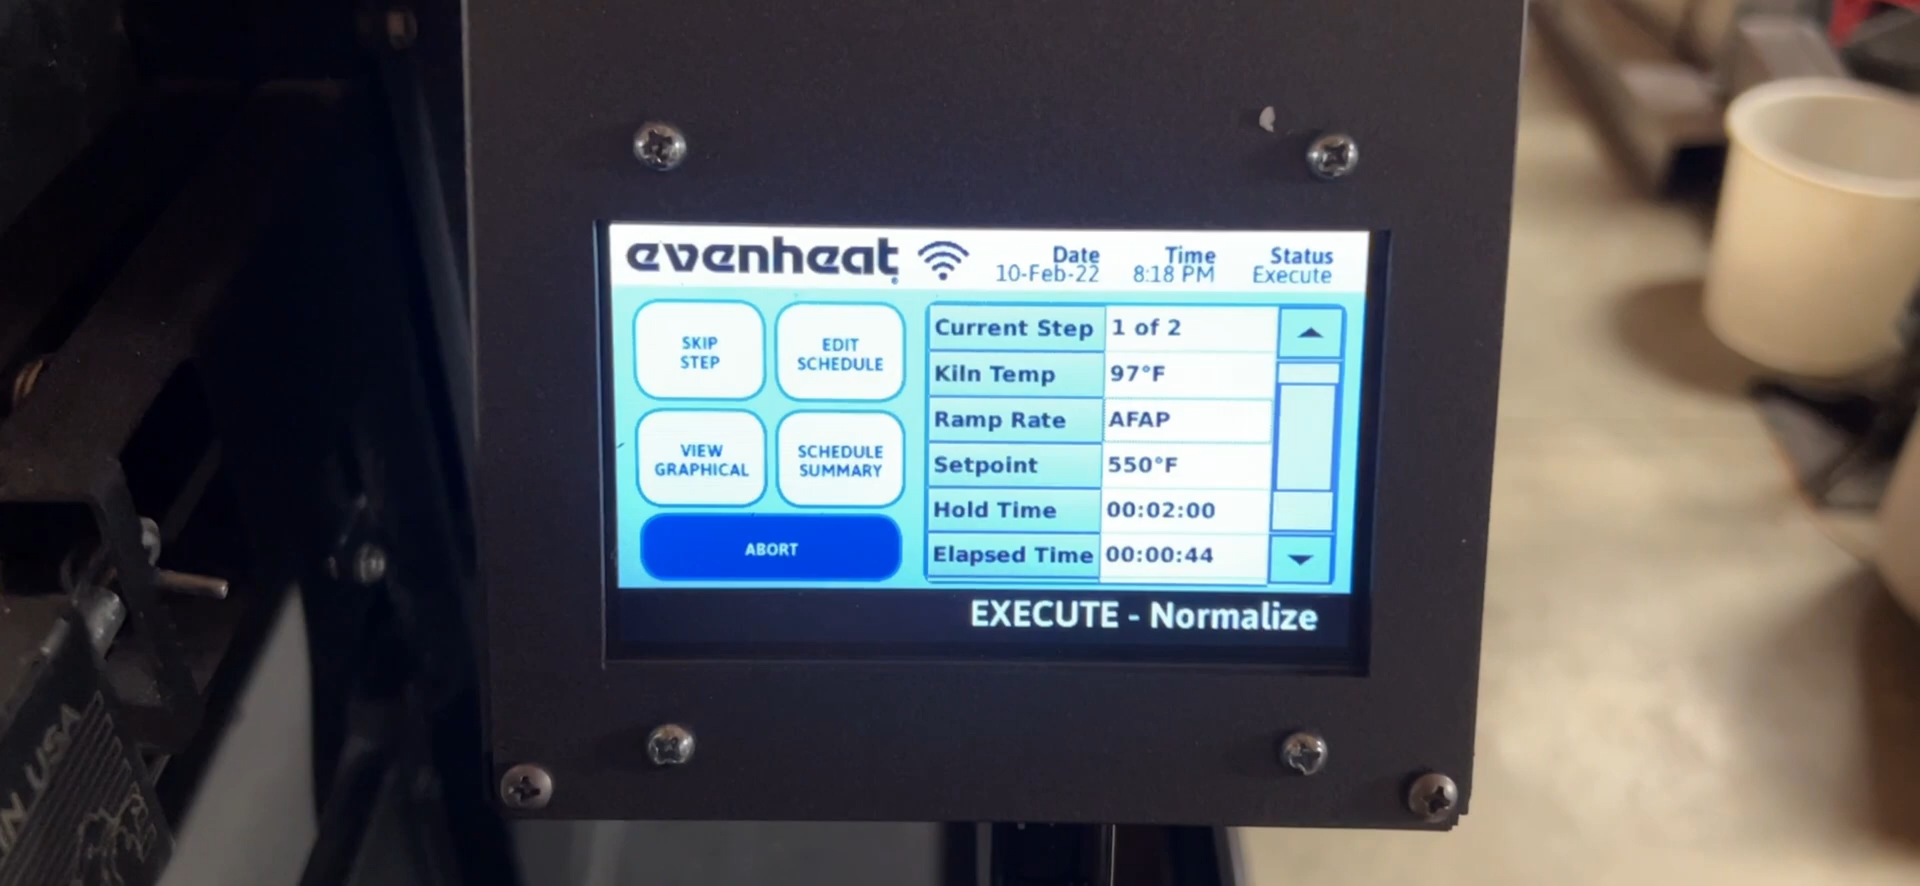 evenheat
Date
10-Feb-22
Time
8:18 PM
Status
Execute
SKIP
STEP
EDIT
SCHEDULE
VIEW
GRAPHICAL
SCHEDULE
SUMMARY
ABORT
Current Step 1 of 2
Kiln Temp 97°F
Ramp Rate AFAP
Setpoint 550°F
Hold Time 00:02:00
Elapsed Time 00:00:44
EXECUTE - Normalize
IN USA